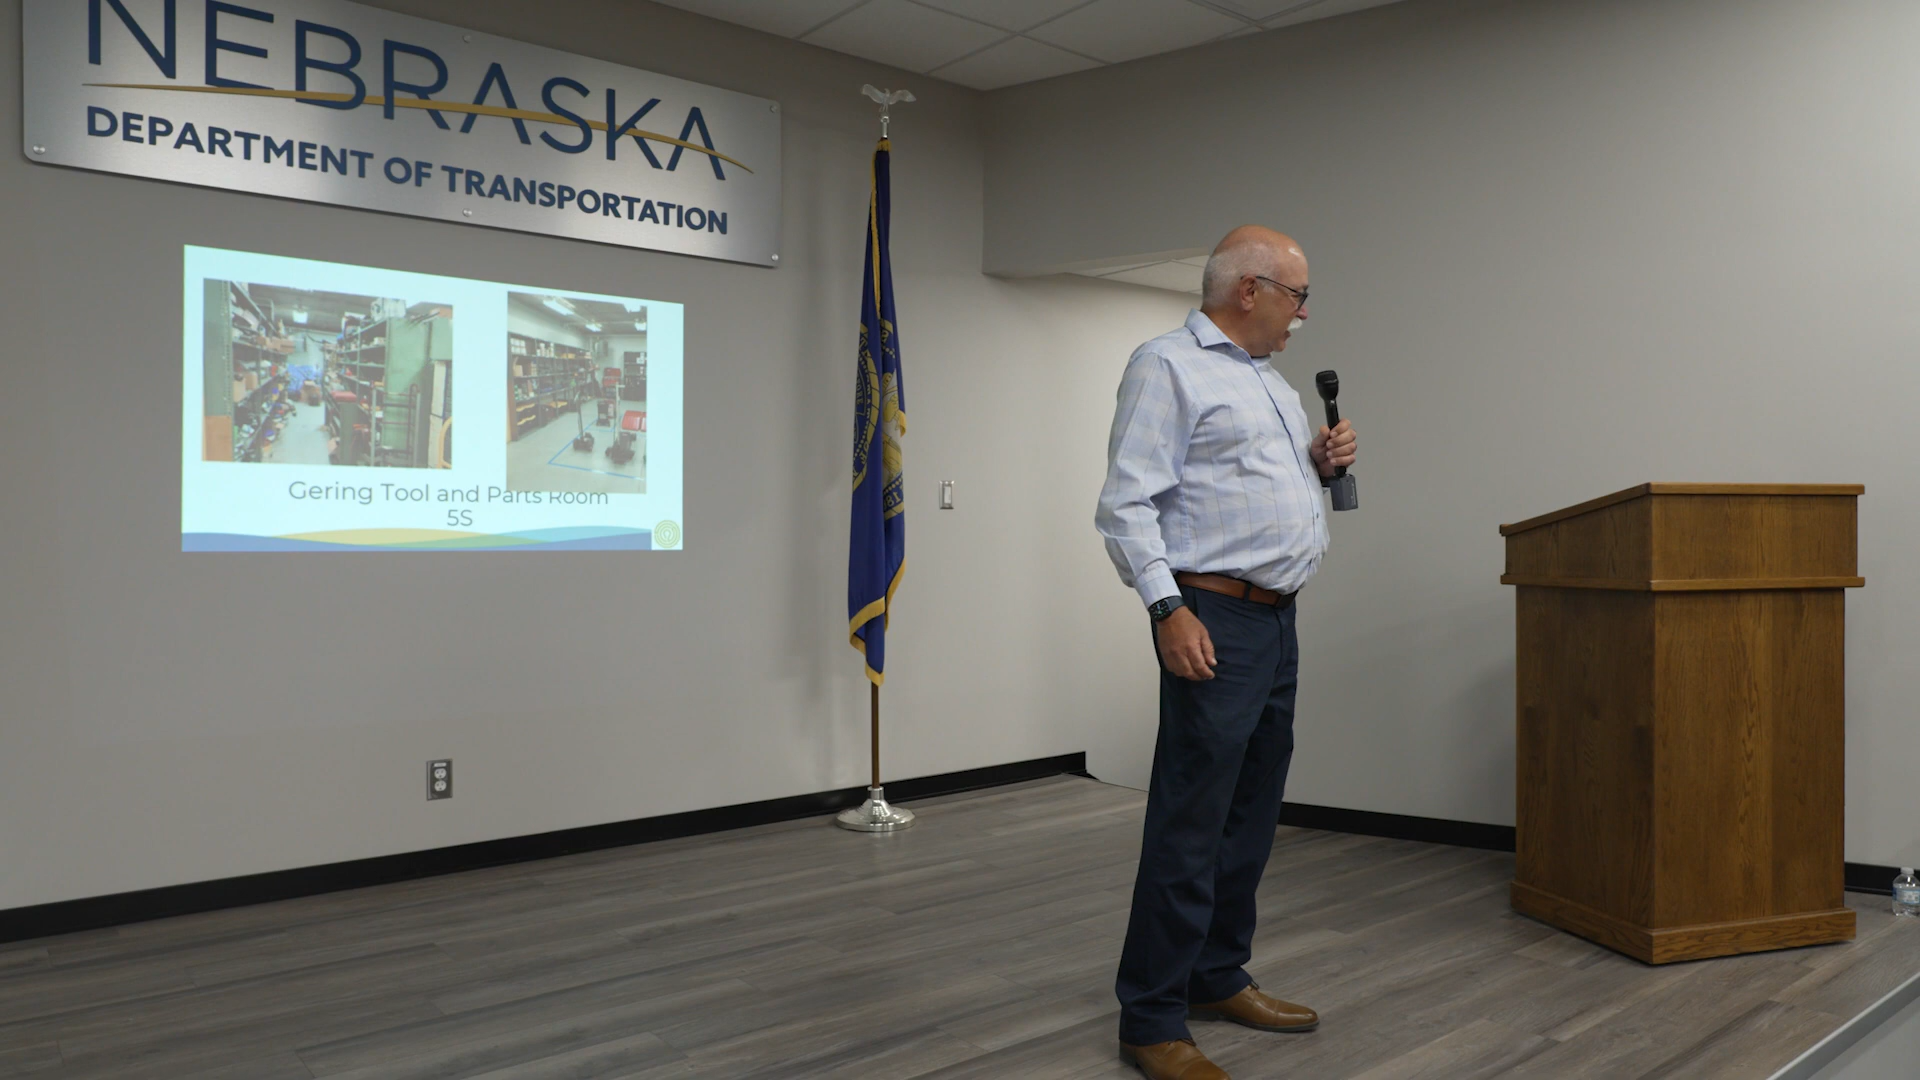 NEBRASKA
DEPARTMENT OF TRANSPORTATION
Gering Tool and Parts Room
5S